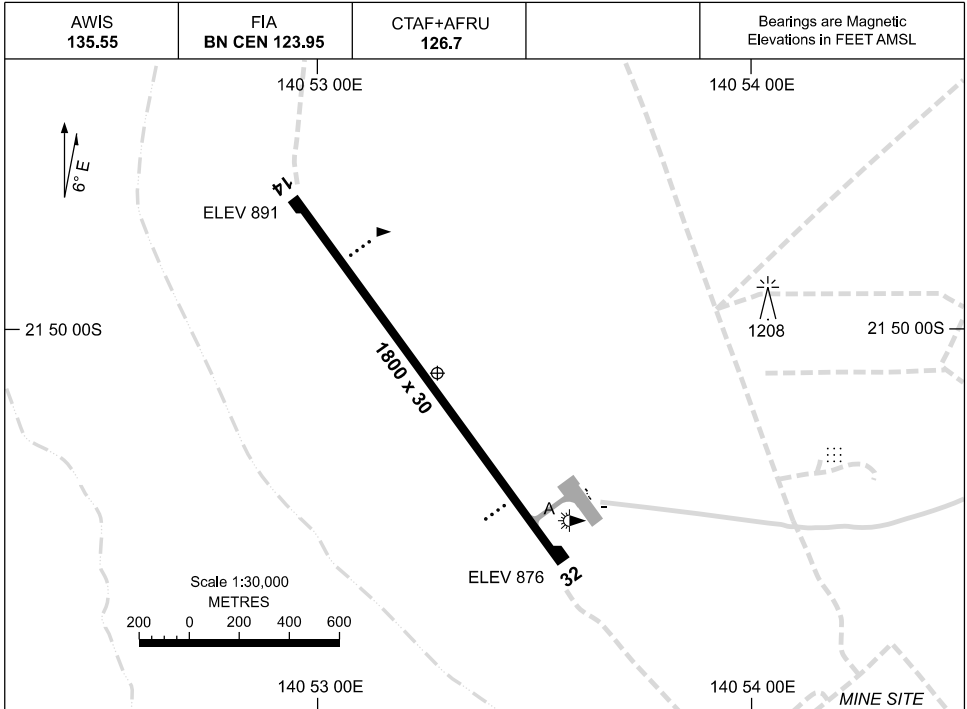 AWIS
135.55
FIA
BN CEN 123.95
CTAF+AFRU
126.7
Bearings are Magnetic
Elevations in FEET AMSL
140 53 00E
140 54 00E
6° E
14
ELEV 891
21 50 00S
1208
21 50 00S
1800 x 30
A
ELEV 876
32
Scale 1:30,000
METRES
200 0 200 400 600
140 53 00E
140 54 00E
MINE SITE